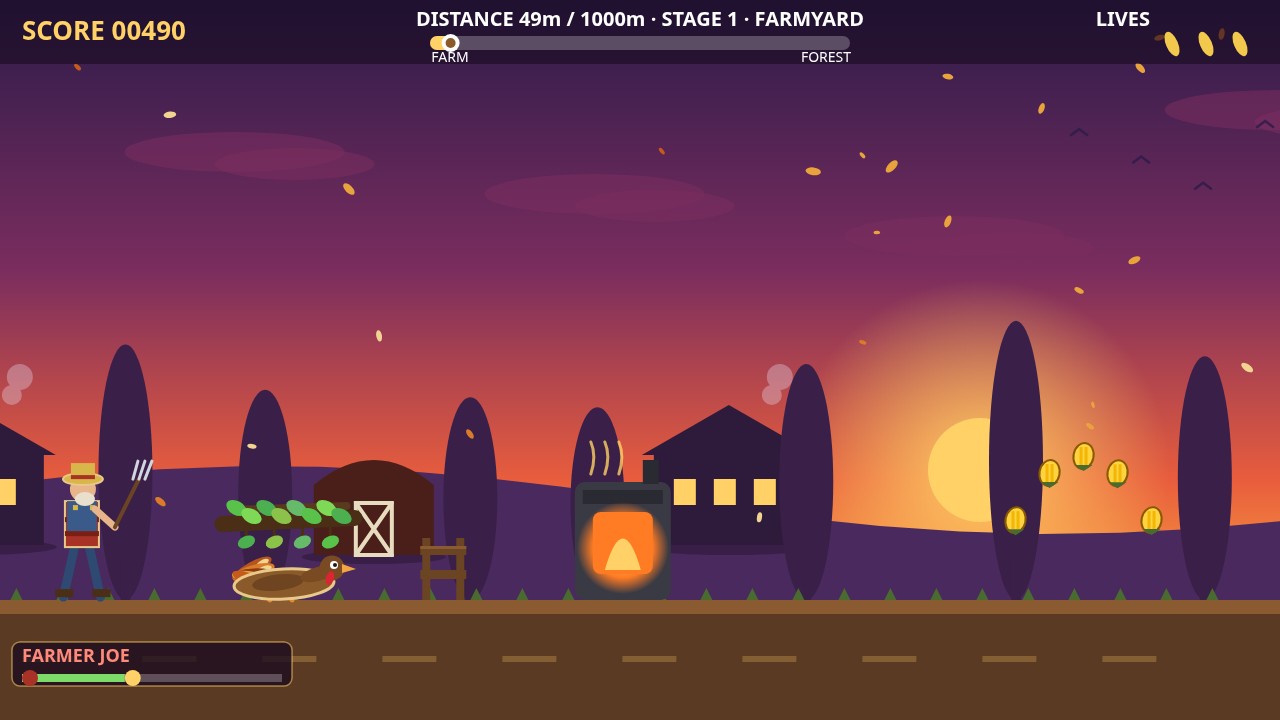 SCORE 00490
DISTANCE 49m / 1000m · STAGE 1 · FARMYARD
LIVES
FARM
FOREST
FARMER JOE